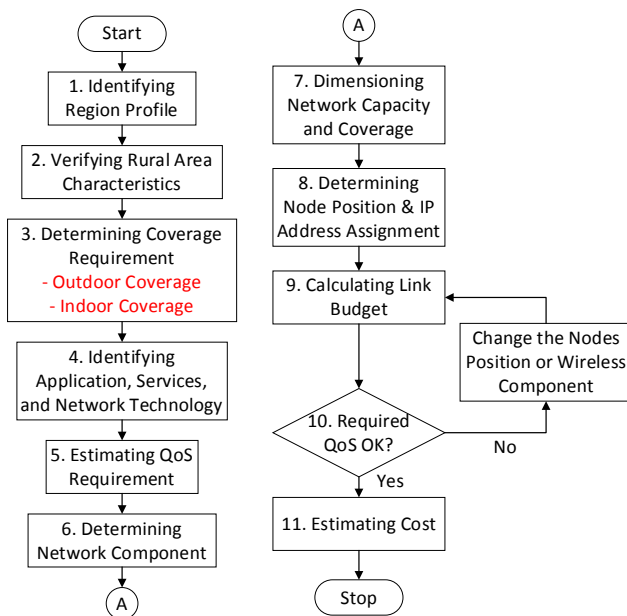 Start
1. Identifying
Region Profile
2. Verifying Rural Area
Characteristics
3. Determining Coverage
Requirement
- Outdoor Coverage
- Indoor Coverage
4. Identifying
Application, Services,
and Network Technology
5. Estimating QoS
Requirement
6. Determining
Network Component
A
A
7. Dimensioning
Network Capacity
and Coverage
8. Determining
Node Position & IP
Address Assignment
9. Calculating Link
Budget
Change the Nodes
Position or Wireless
Component
10. Required
QoS OK?
No
Yes
11. Estimating Cost
Stop